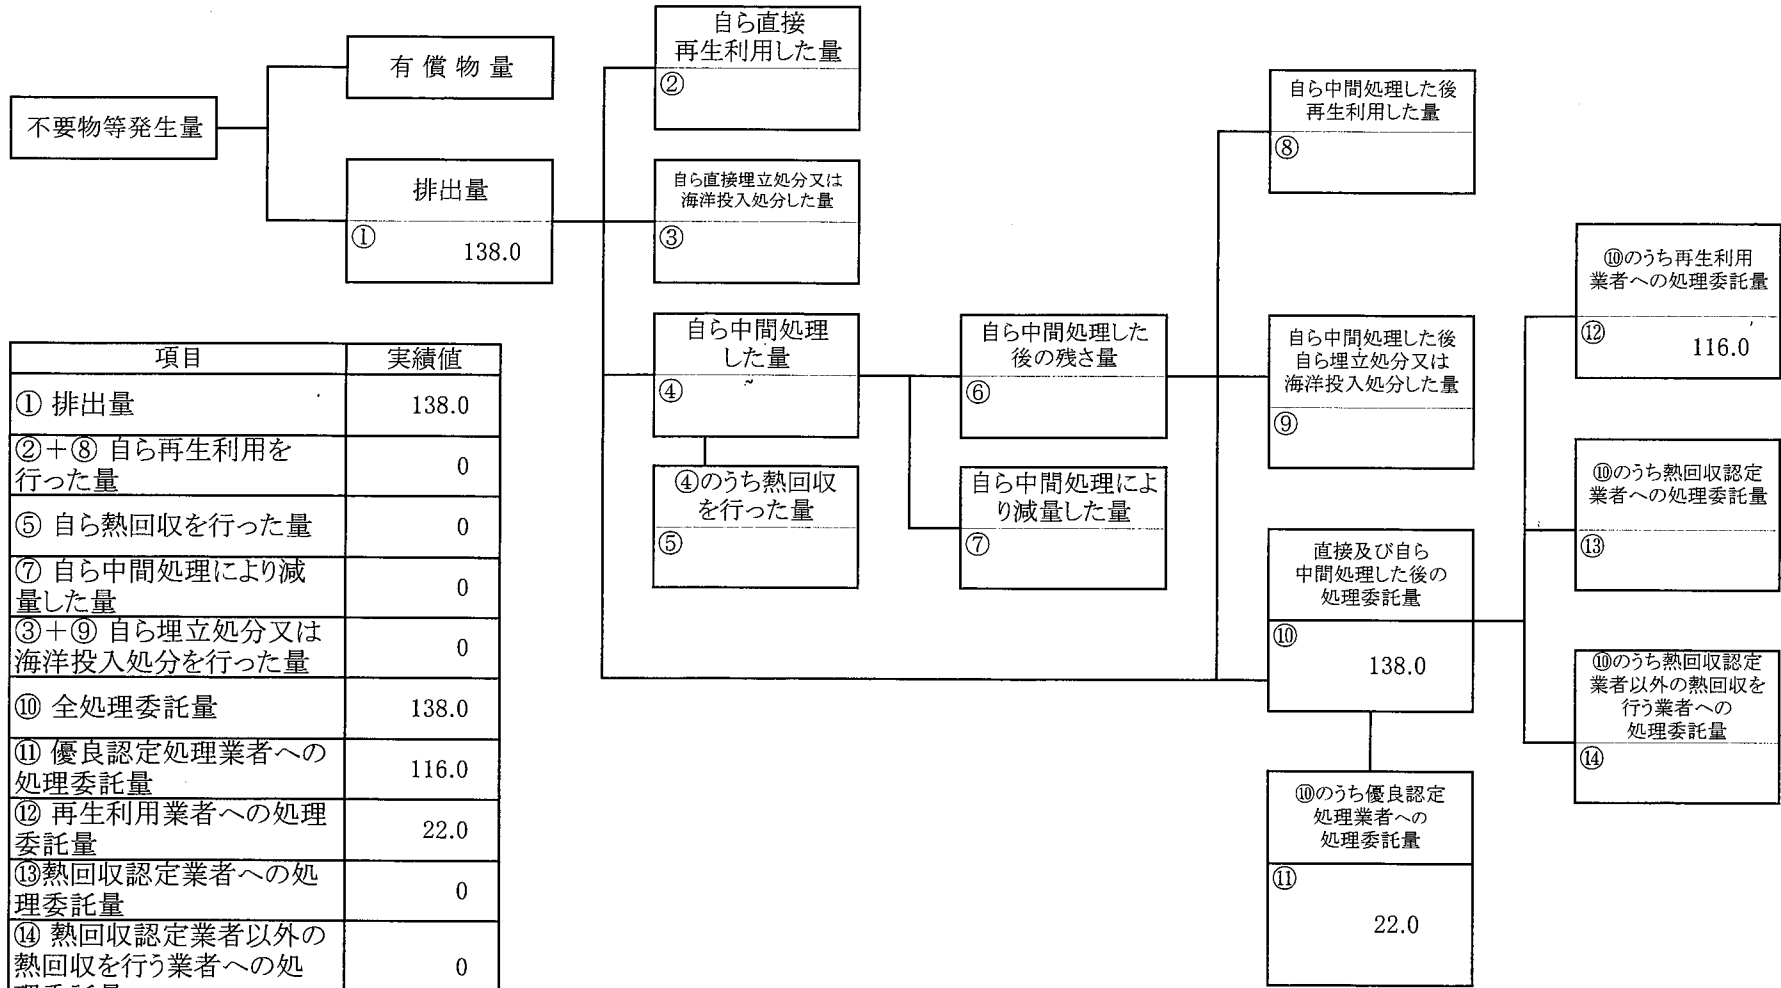 不要物等発生量
有償物量
排出量
①
138.0
自ら直接
再生利用した量
②
自ら直接埋立処分又は
海洋投入処分した量
③
自ら中間処理
した量
④
④のうち熱回収
を行った量
⑤
自ら中間処理した
後の残さ量
⑥
自ら中間処理によ
り減量した量
⑦
自ら中間処理した後
再生利用した量
⑧
自ら中間処理した後
自ら埋立処分又は
海洋投入処分した量
⑨
直接及び自ら
中間処理した後の
処理委託量
⑩
138.0
⑩のうち優良認定
処理業者への
処理委託量
⑪
22.0
⑩のうち再生利用
業者への処理委託量
⑫
116.0
⑩のうち熱回収認定
業者への処理委託量
⑬
⑩のうち熱回収認定
業者以外の熱回収を
行う業者への
処理委託量
⑭
項目 実績値
① 排出量 138.0
②+⑧ 自ら再生利用を
行った量 0
⑤ 自ら熱回収を行った量 0
⑦ 自ら中間処理により減
量した量 0
③+⑨ 自ら埋立処分又は
海洋投入処分を行った量 0
⑩ 全処理委託量 138.0
⑪ 優良認定処理業者への
処理委託量 116.0
⑫ 再生利用業者への処理
委託量 22.0
⑬熱回収認定業者への処
理委託量 0
⑭ 熱回収認定業者以外の
熱回収を行う業者への処 0